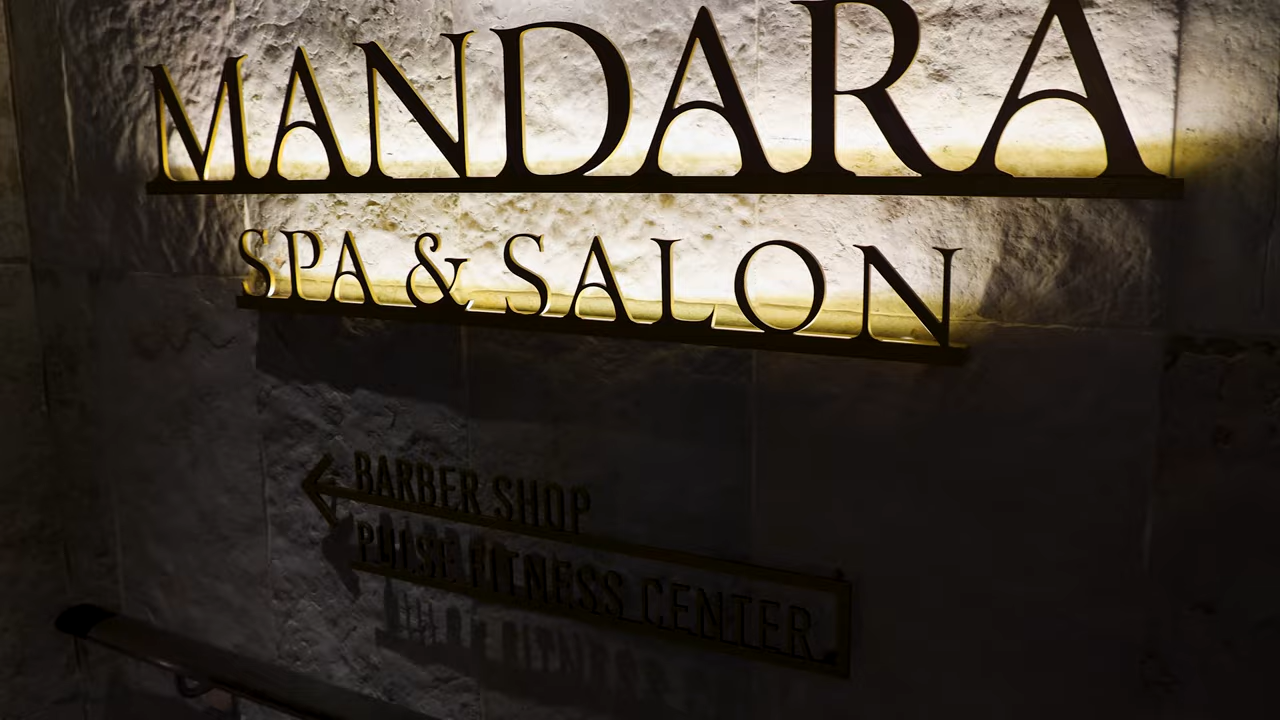 MANDARA
SPA & SALON
BARBER SHOP
PULSE FITNESS CENTER